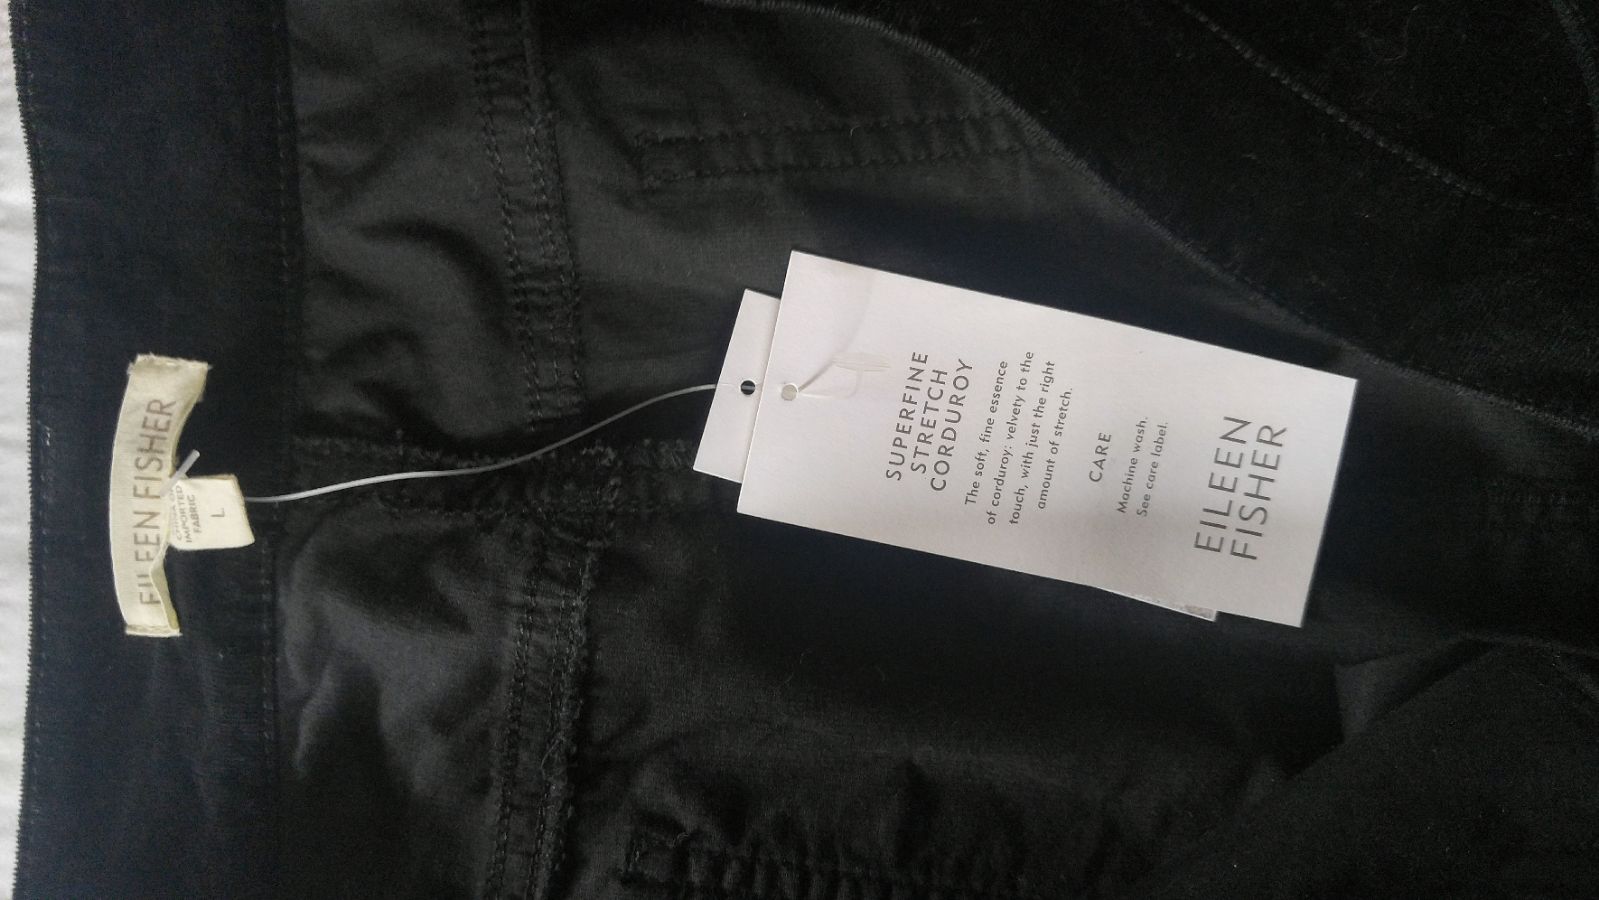 EILEEN FISHER
CHINA OF
IMPORTED
FABRIC
L
SUPERFINE
STRETCH
CORDUROY
The soft, fine essence
of corduroy: velvety to the
touch, with just the right
amount of stretch.
CARE
Machine wash.
See care label.
EILEEN
FISHER